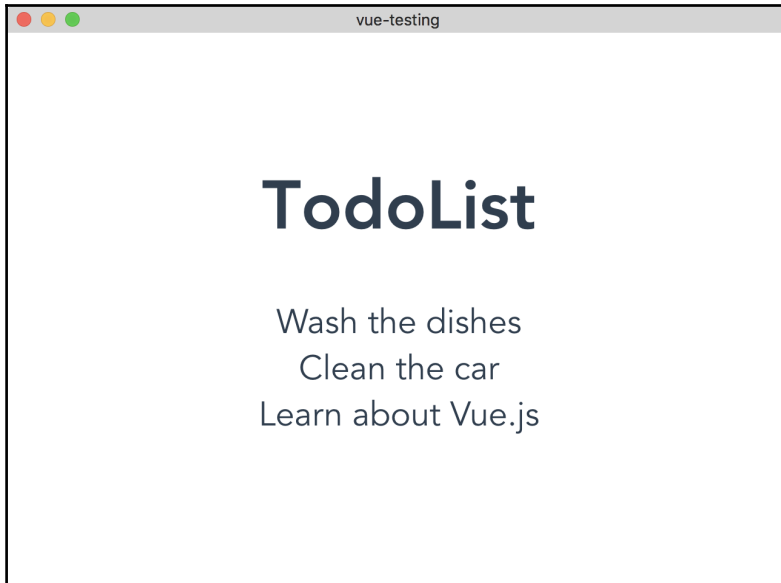 vue-testing
TodoList
Wash the dishes
Clean the car
Learn about Vue.js